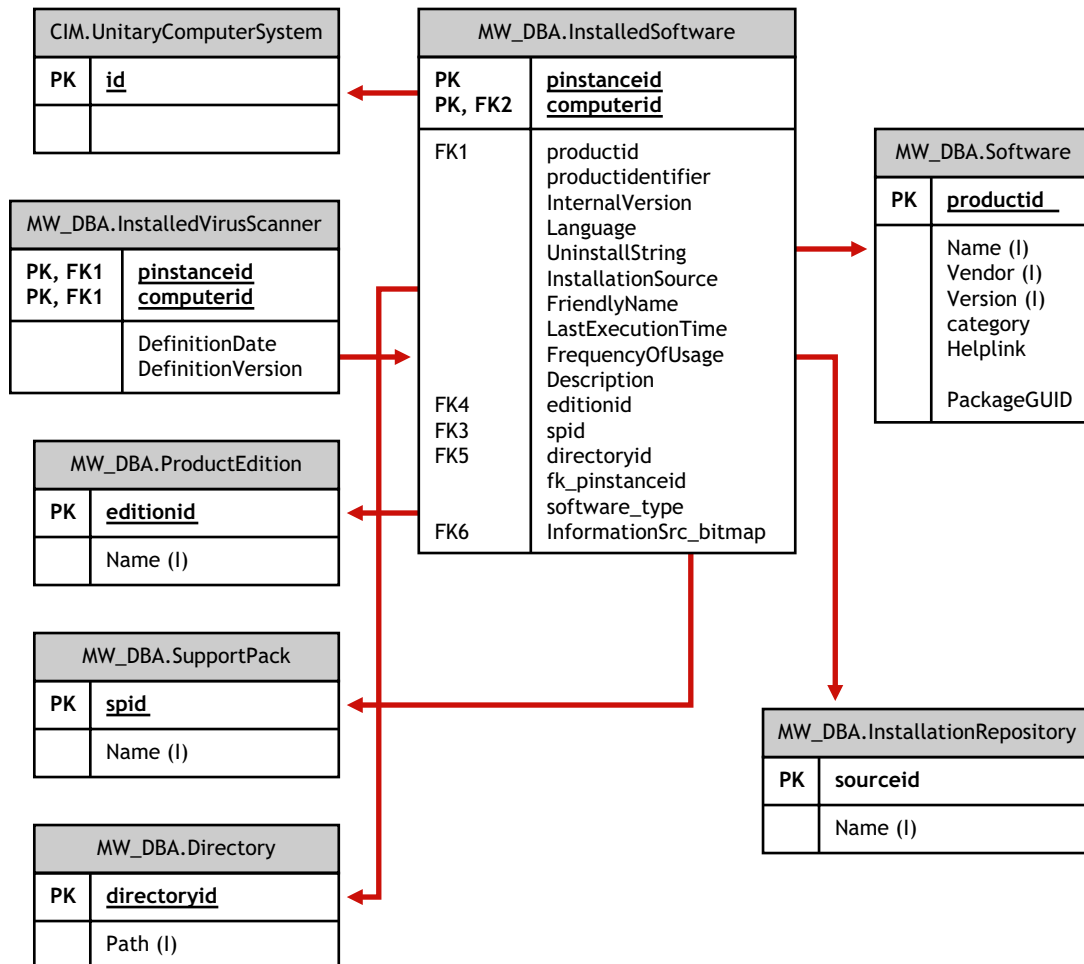 CIM.UnitaryComputerSystem
PK id
MW_DBA.InstalledSoftware
PK pinstanceid
PK, FK2 computerid
FK1 productid
productidentifier
InternalVersion
Language
UninstallString
InstallationSource
FriendlyName
LastExecutionTime
FrequencyOfUsage
Description
FK4 editionid
FK3 spid
FK5 directoryid
fk_pinstanceid
software_type
FK6 InformationSrc_bitmap
MW_DBA.Software
PK productid
Name (I)
Vendor (I)
Version (I)
category
Helplink
PackageGUID
MW_DBA.InstalledVirusScanner
PK, FK1 pinstanceid
PK, FK1 computerid
DefinitionDate
DefinitionVersion
MW_DBA.ProductEdition
PK editionid
Name (I)
MW_DBA.SupportPack
PK spid
Name (I)
MW_DBA.InstallationRepository
PK sourceid
Name (I)
MW_DBA.Directory
PK directoryid
Path (I)